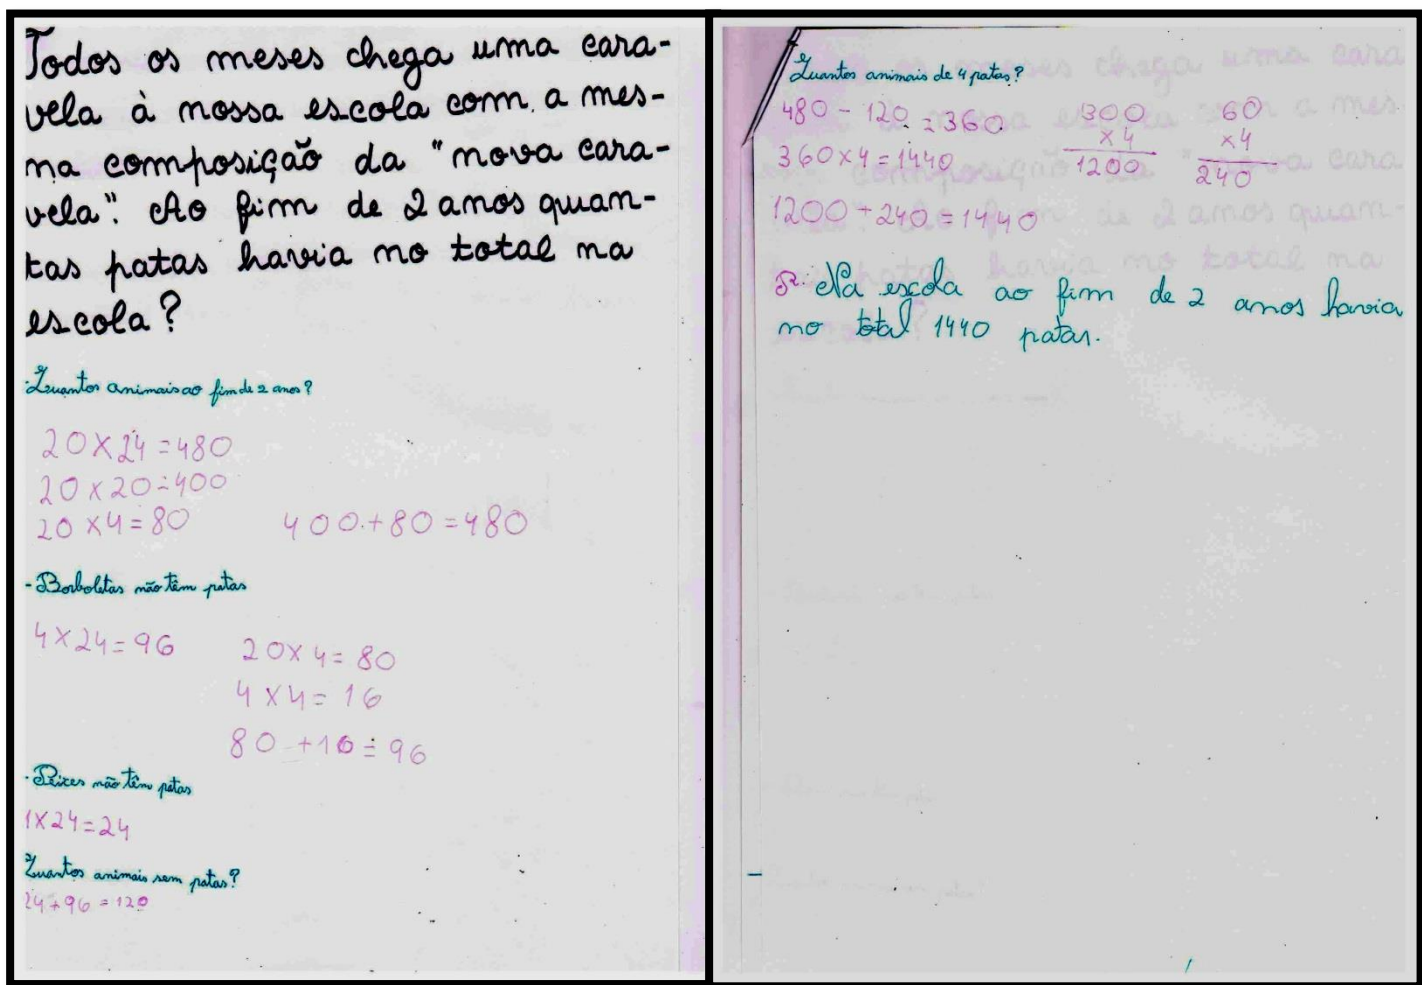 Todos os meses chega uma cara-
vela à nossa escola com a mes-
ma composição da "nova cara-
vela". Ao fim de 2 anos quan-
tas patas havia no total na
escola?
Quantos animais ao fim de 2 anos?
20 x 24 = 480
20 x 20 = 400
20 x 4 = 80 400 + 80 = 480
- Borboletas não têm patas
4 x 24 = 96 20 x 4 = 80
4 x 4 = 16
80 + 16 = 96
- Peixes não têm patas
1 x 24 = 24
Quantos animais sem patas?
24 + 96 = 120
Quantos animais de 4 patas?
480 - 120 = 360 300 60
360 x 4 = 1440 x4 x4
1200 240
1200 + 240 = 1440
R: Na escola ao fim de 2 anos havia
no total 1440 patas.